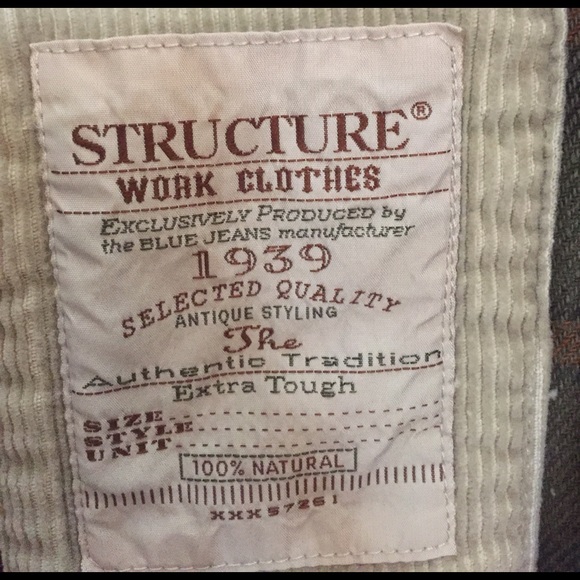 STRUCTURE®
WORK CLOTHES
EXCLUSIVELY PRODUCED by
the BLUE JEANS manufacturer
1939
SELECTED QUALITY
ANTIQUE STYLING
The
Authentic Tradition
Extra Tough
SIZE
STYLE
UNIT
100% NATURAL
XXX57261